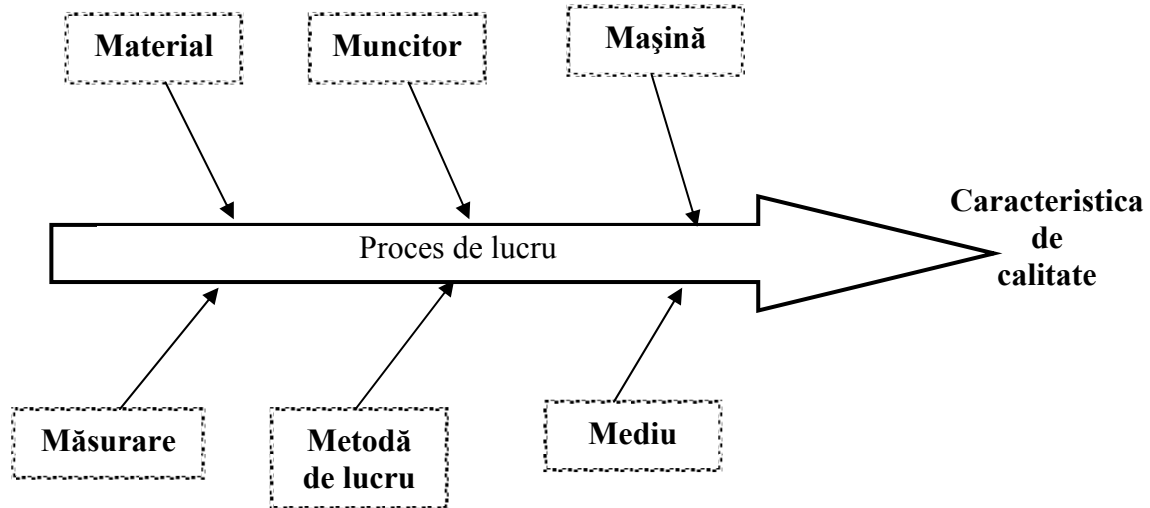 Material
Muncitor
Maşină
Proces de lucru
Caracteristica
de
calitate
Măsurare
Metodă
de lucru
Mediu